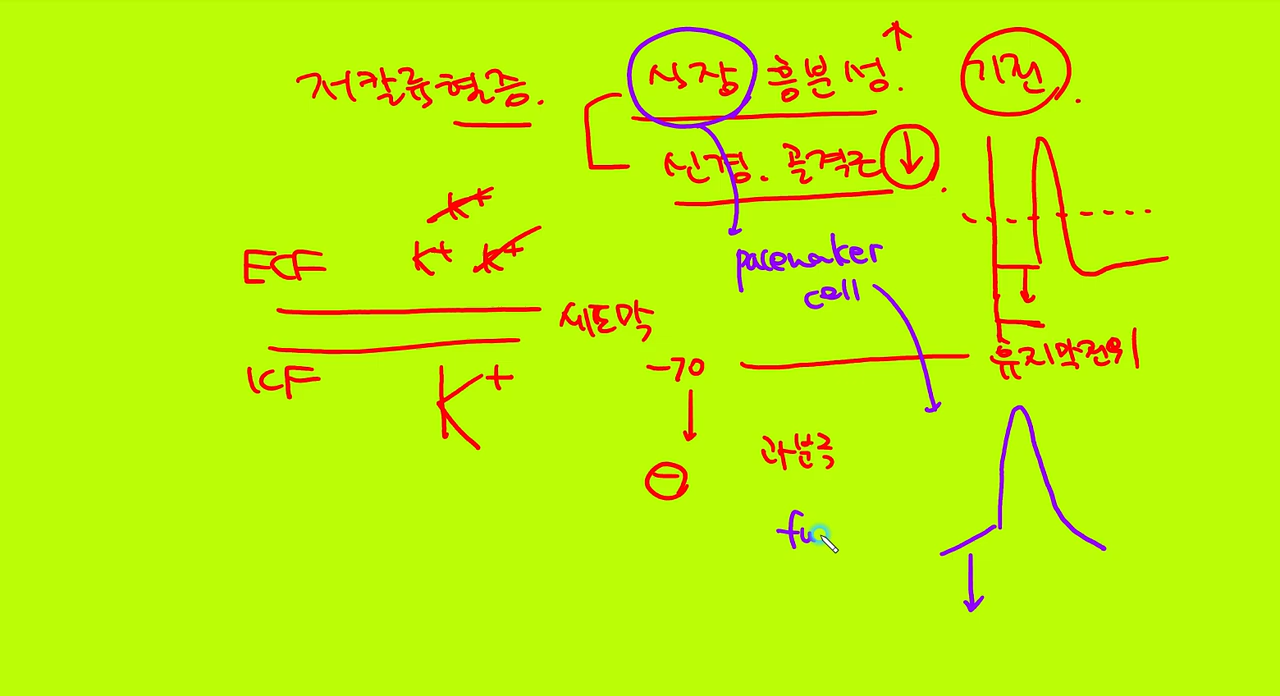 저칼륨혈증. 심장 흥분성↑. 기전.
신경. 골격근 ↓.
K+
ECF K+ K+
pacemaker
cell
세포막
-70 휴지막전위
ICF K+
과분극
⊖
fu